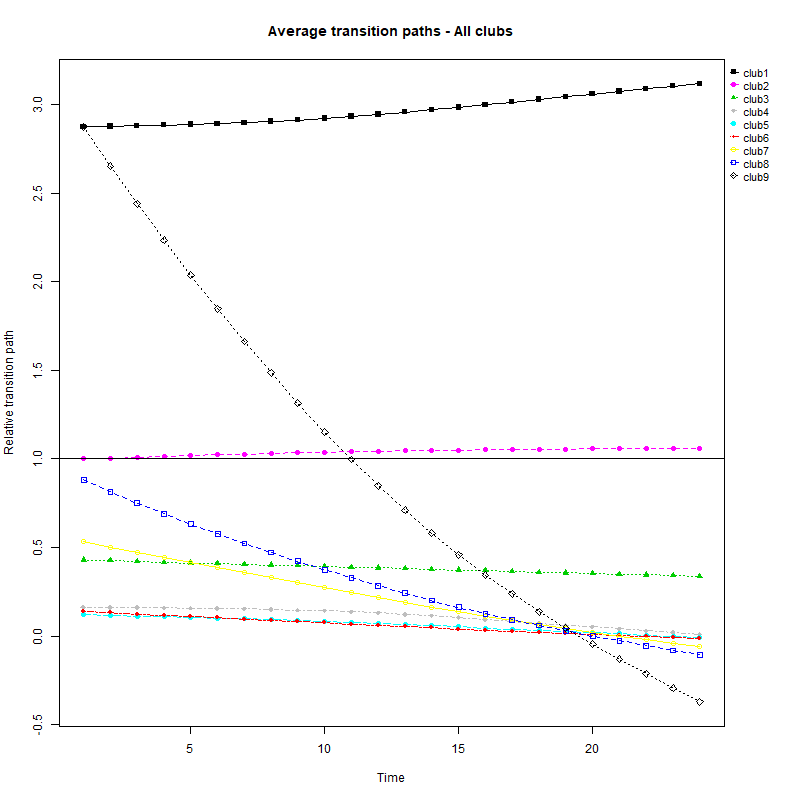 Average transition paths - All clubs
club1
club2
club3
club4
club5
club6
club7
club8
club9
Relative transition path
3.0
2.5
2.0
1.5
1.0
0.5
0.0
-0.5
5
10
15
20
Time